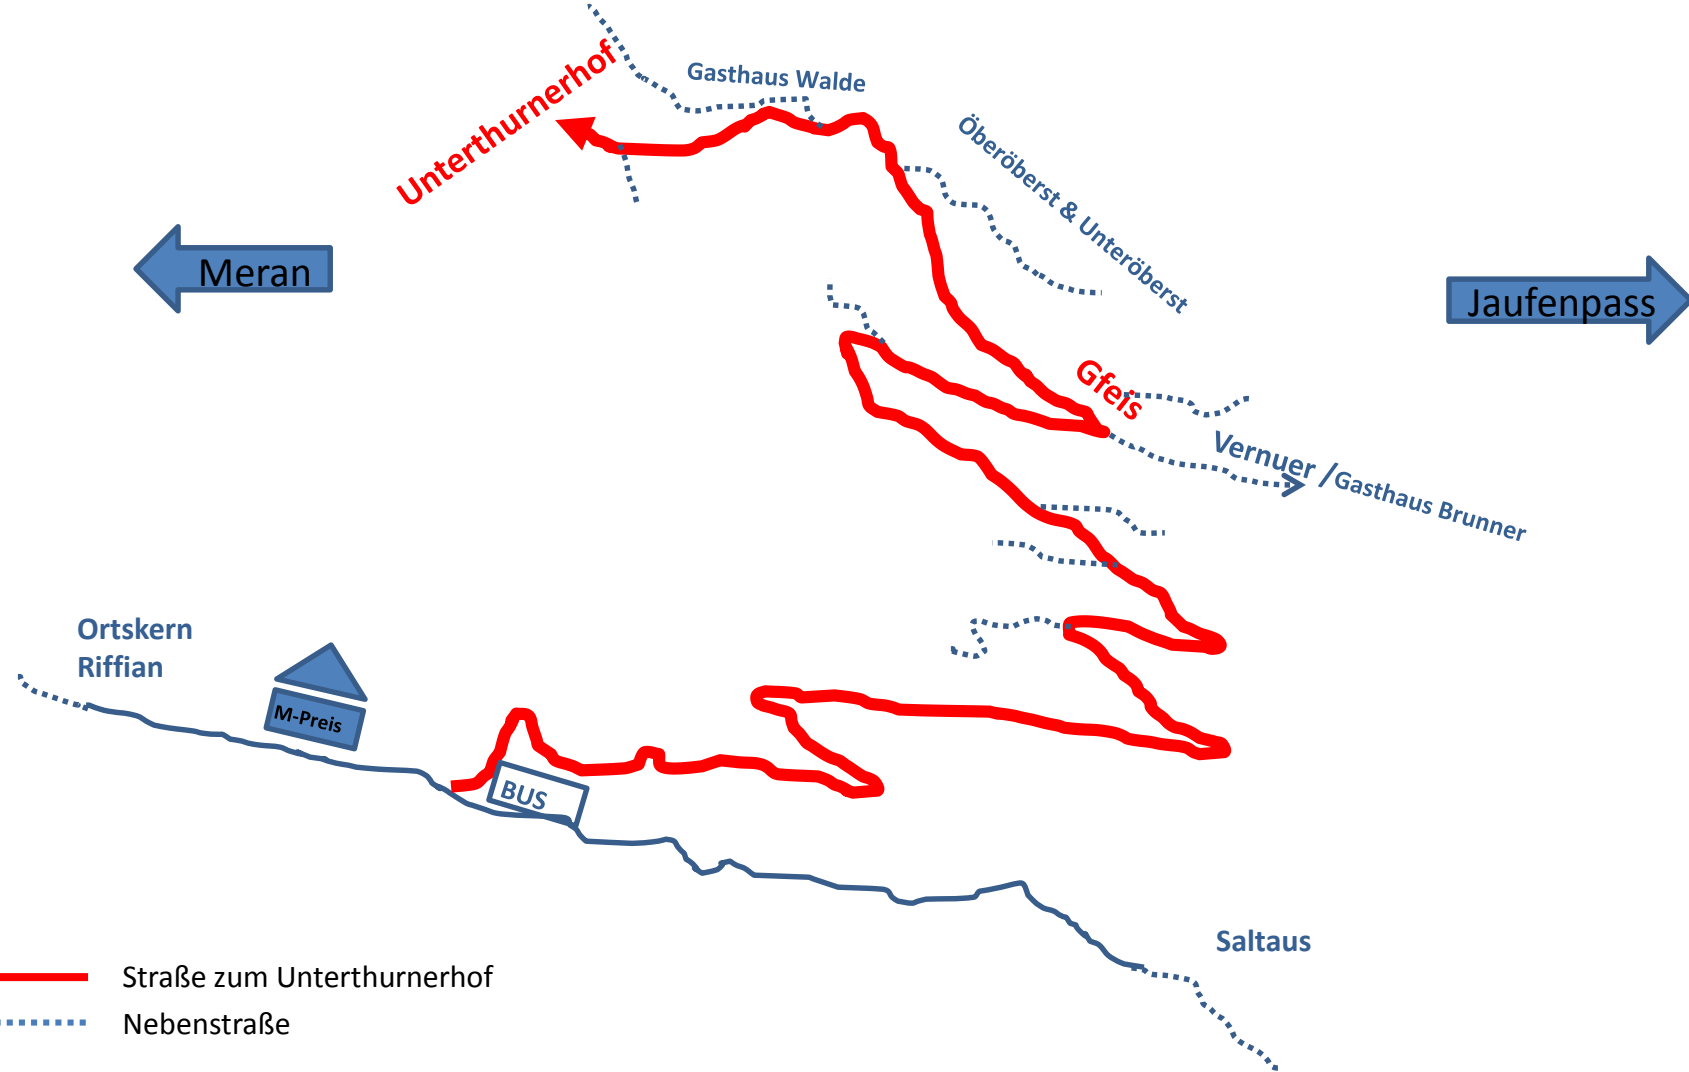 Gasthaus Walde
Unterthurnerhof
Öberöberst & Unteröberst
Meran
Jaufenpass
Gfeis
Vernuer /Gasthaus Brunner
Ortskern
Riffian
M-Preis
BUS
Saltaus
Straße zum Unterthurnerhof
Nebenstraße